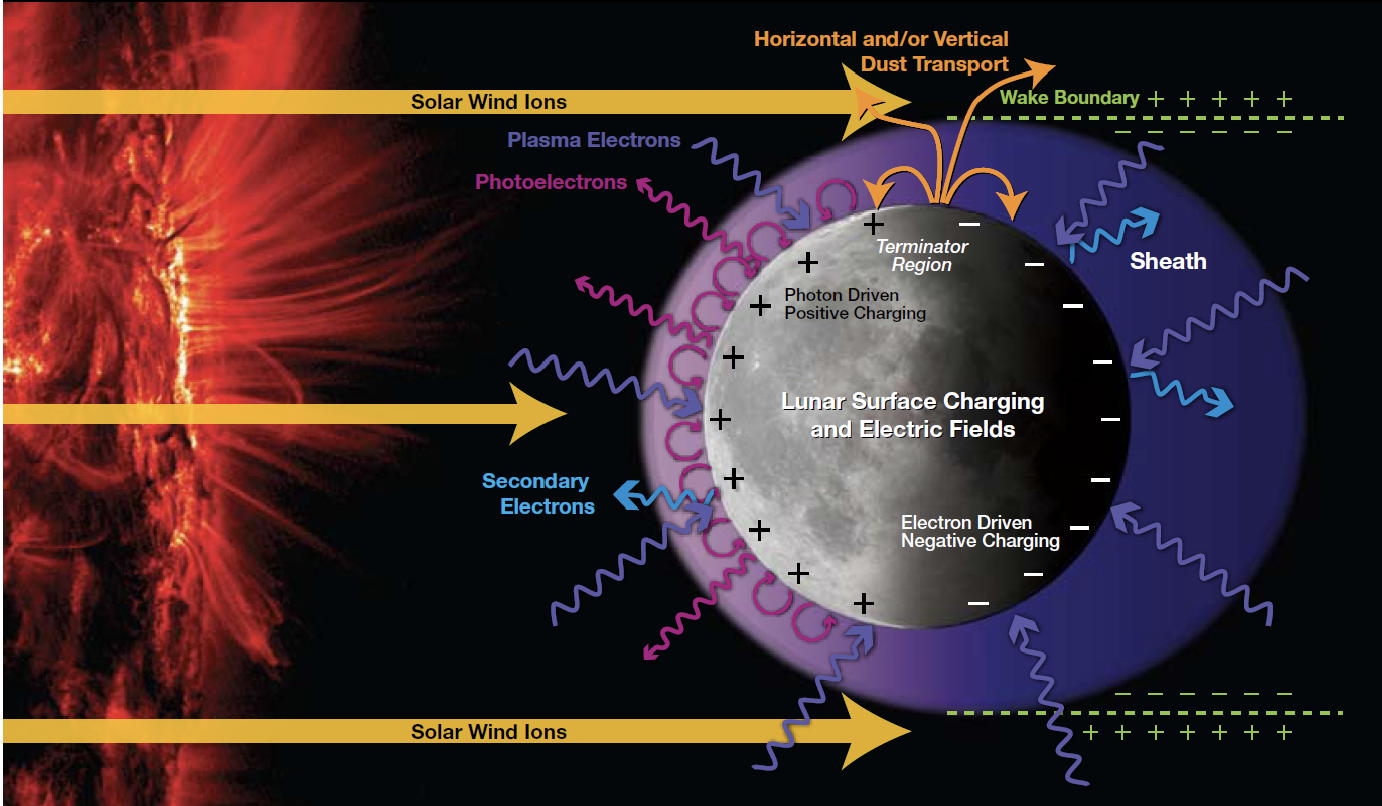 Horizontal and/or Vertical
Dust Transport
Solar Wind Ions
Wake Boundary + + + + +
− − − − − −
Plasma Electrons
Photoelectrons
Terminator
Region
Sheath
Photon Driven
Positive Charging
Lunar Surface Charging
and Electric Fields
Secondary
Electrons
Electron Driven
Negative Charging
− − − − − −
Solar Wind Ions
+ + + + + + +